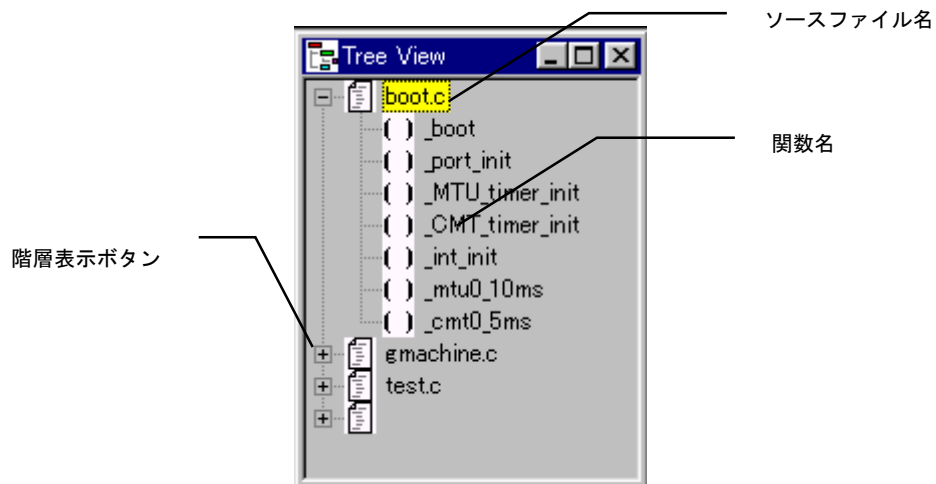 ソースファイル名
Tree View
boot.c
( ) _boot
( ) _port_init
関数名
( ) _MTU_timer_init
( ) _CMT_timer_init
階層表示ボタン
( ) _int_init
( ) _mtu0_10ms
( ) _cmt0_5ms
gmachine.c
test.c